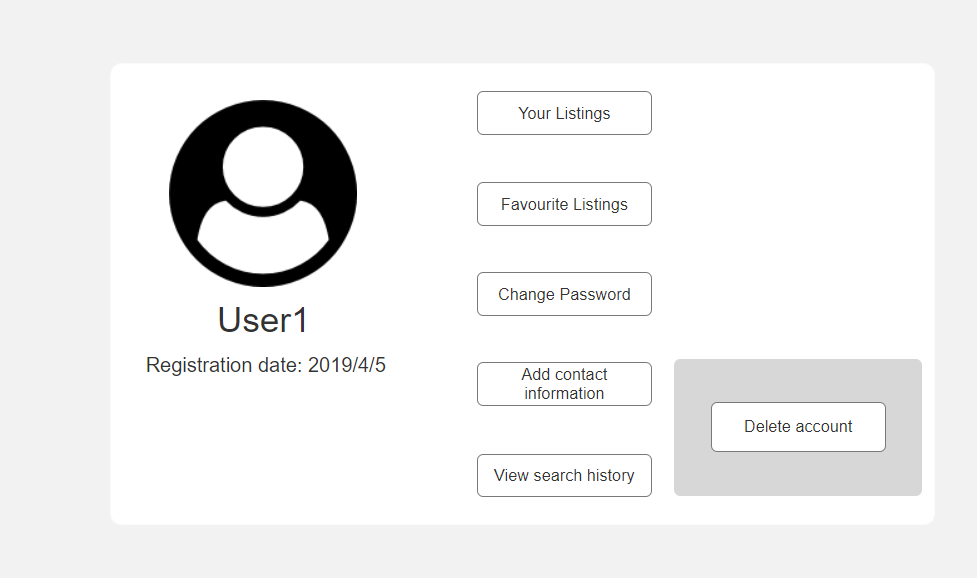 User1
Registration date: 2019/4/5
Your Listings
Favourite Listings
Change Password
Add contact
information
View search history
Delete account